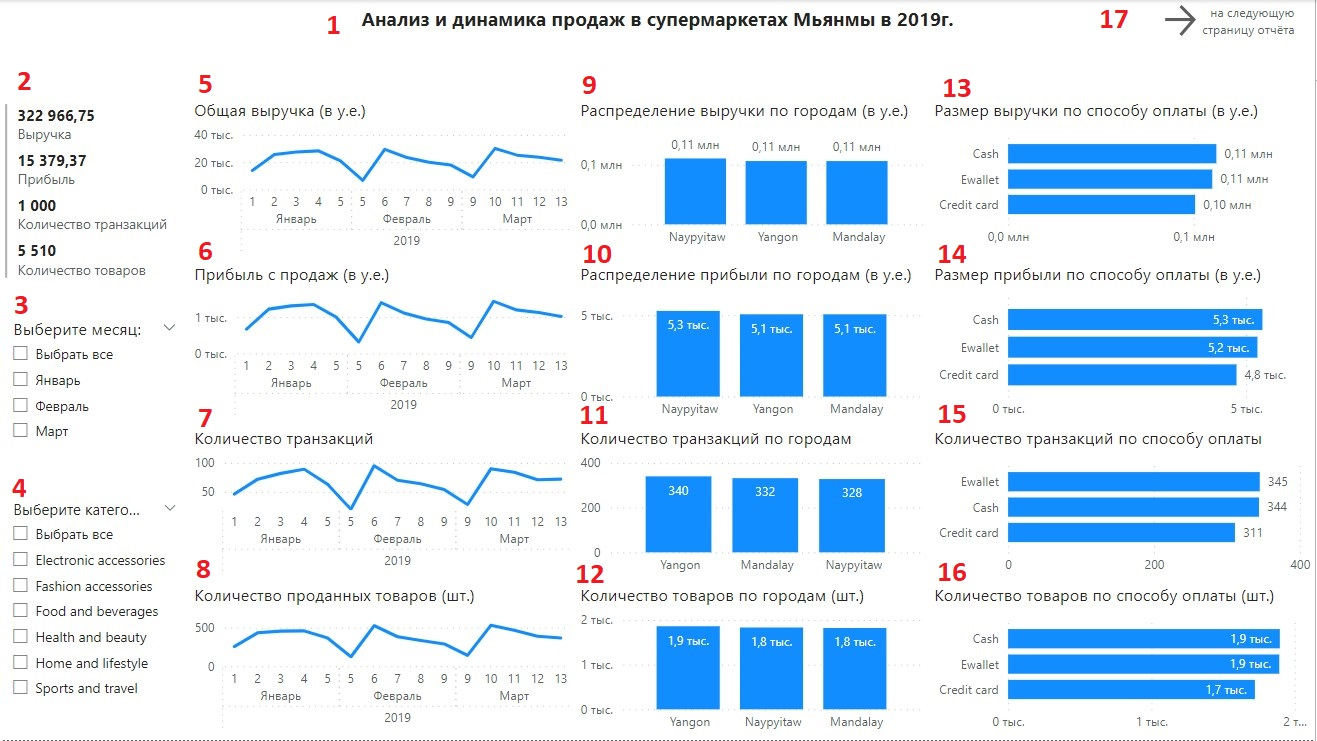 1
Анализ и динамика продаж в супермаркетах Мьянмы в 2019г.
17
на следующую
страницу отчёта
2
322 966,75
Выручка
15 379,37
Прибыль
1 000
Количество транзакций
5 510
Количество товаров
3
Выберите месяц:
Выбрать все
Январь
Февраль
Март
4
Выберите катего...
Выбрать все
Electronic accessories
Fashion accessories
Food and beverages
Health and beauty
Home and lifestyle
Sports and travel
5
Общая выручка (в у.е.)
40 тыс.
20 тыс.
0 тыс.
1 2 3 4 5 5 6 7 8 9 9 10 11 12 13
Январь Февраль Март
2019
6
Прибыль с продаж (в у.е.)
1 тыс.
0 тыс.
1 2 3 4 5 5 6 7 8 9 9 10 11 12 13
Январь Февраль Март
2019
7
Количество транзакций
100
50
1 2 3 4 5 5 6 7 8 9 9 10 11 12 13
Январь Февраль Март
2019
8
Количество проданных товаров (шт.)
500
0
1 2 3 4 5 5 6 7 8 9 9 10 11 12 13
Январь Февраль Март
2019
9
Распределение выручки по городам (в у.е.)
0,11 млн 0,11 млн 0,11 млн
0,1 млн
0,0 млн
Naypyitaw Yangon Mandalay
10
Распределение прибыли по городам (в у.е.)
5 тыс.
5,3 тыс. 5,1 тыс. 5,1 тыс.
0 тыс.
Naypyitaw Yangon Mandalay
11
Количество транзакций по городам
400
340 332 328
200
0
Yangon Mandalay Naypyitaw
12
Количество товаров по городам (шт.)
2 тыс.
1,9 тыс. 1,8 тыс. 1,8 тыс.
1 тыс.
0 тыс.
Yangon Naypyitaw Mandalay
13
Размер выручки по способу оплаты (в у.е.)
Cash 0,11 млн
Ewallet 0,11 млн
Credit card 0,10 млн
0,0 млн 0,1 млн
14
Размер прибыли по способу оплаты (в у.е.)
Cash 5,3 тыс.
Ewallet 5,2 тыс.
Credit card 4,8 тыс.
0 тыс. 5 тыс.
15
Количество транзакций по способу оплаты
Ewallet 345
Cash 344
Credit card 311
0 200 400
16
Количество товаров по способу оплаты (шт.)
Cash 1,9 тыс.
Ewallet 1,9 тыс.
Credit card 1,7 тыс.
0 тыс. 1 тыс. 2 т...